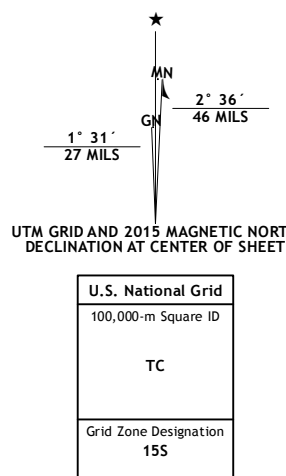 ★
MN
2° 36´
46 MILS
GN
1° 31´
27 MILS
UTM GRID AND 2015 MAGNETIC NORT
DECLINATION AT CENTER OF SHEET
U.S. National Grid
100,000-m Square ID
TC
Grid Zone Designation
15S